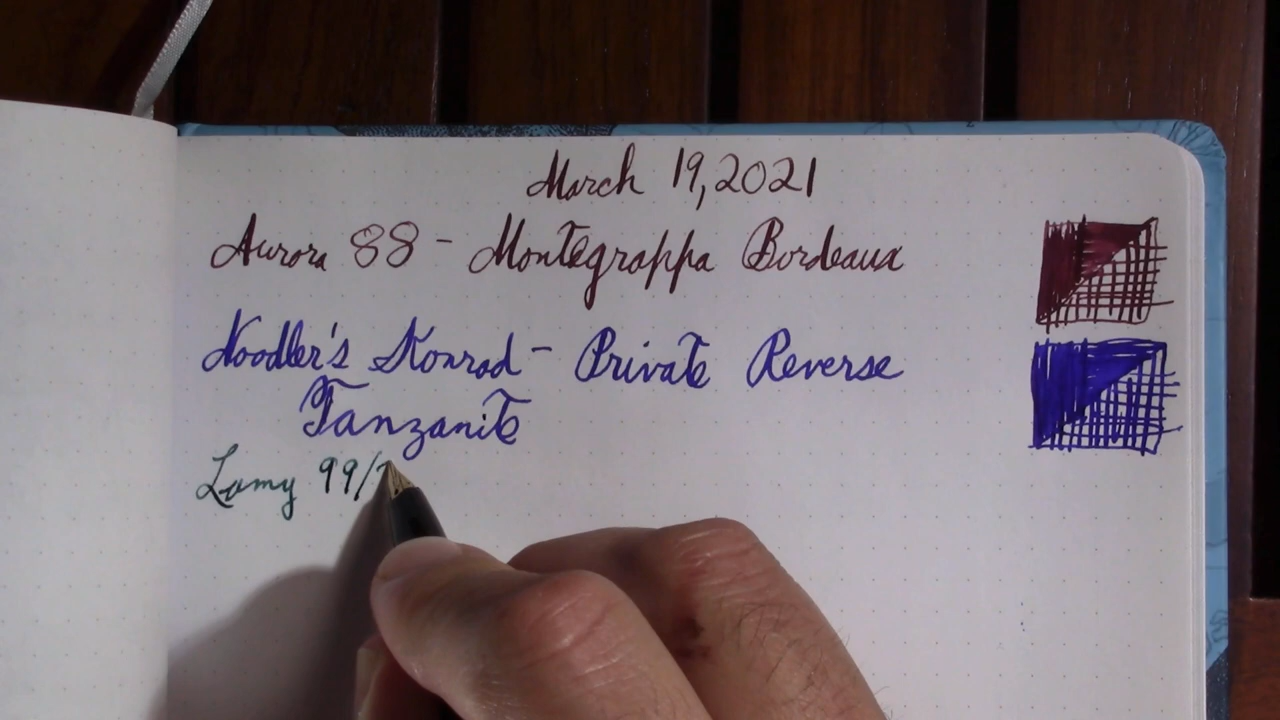 March 19, 2021
Aurora 88 - Montegrappa Bordeaux
Noodler's Konrad - Private Reverse
Tanzanite
Lamy 99/